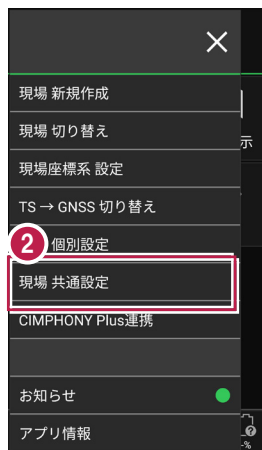 現場 新規作成
示
現場 切り替え
現場座標系 設定
TS → GNSS 切り替え
2 個別設定
現場 共通設定
CIMPHONY Plus連携
お知らせ
アプリ情報
-%